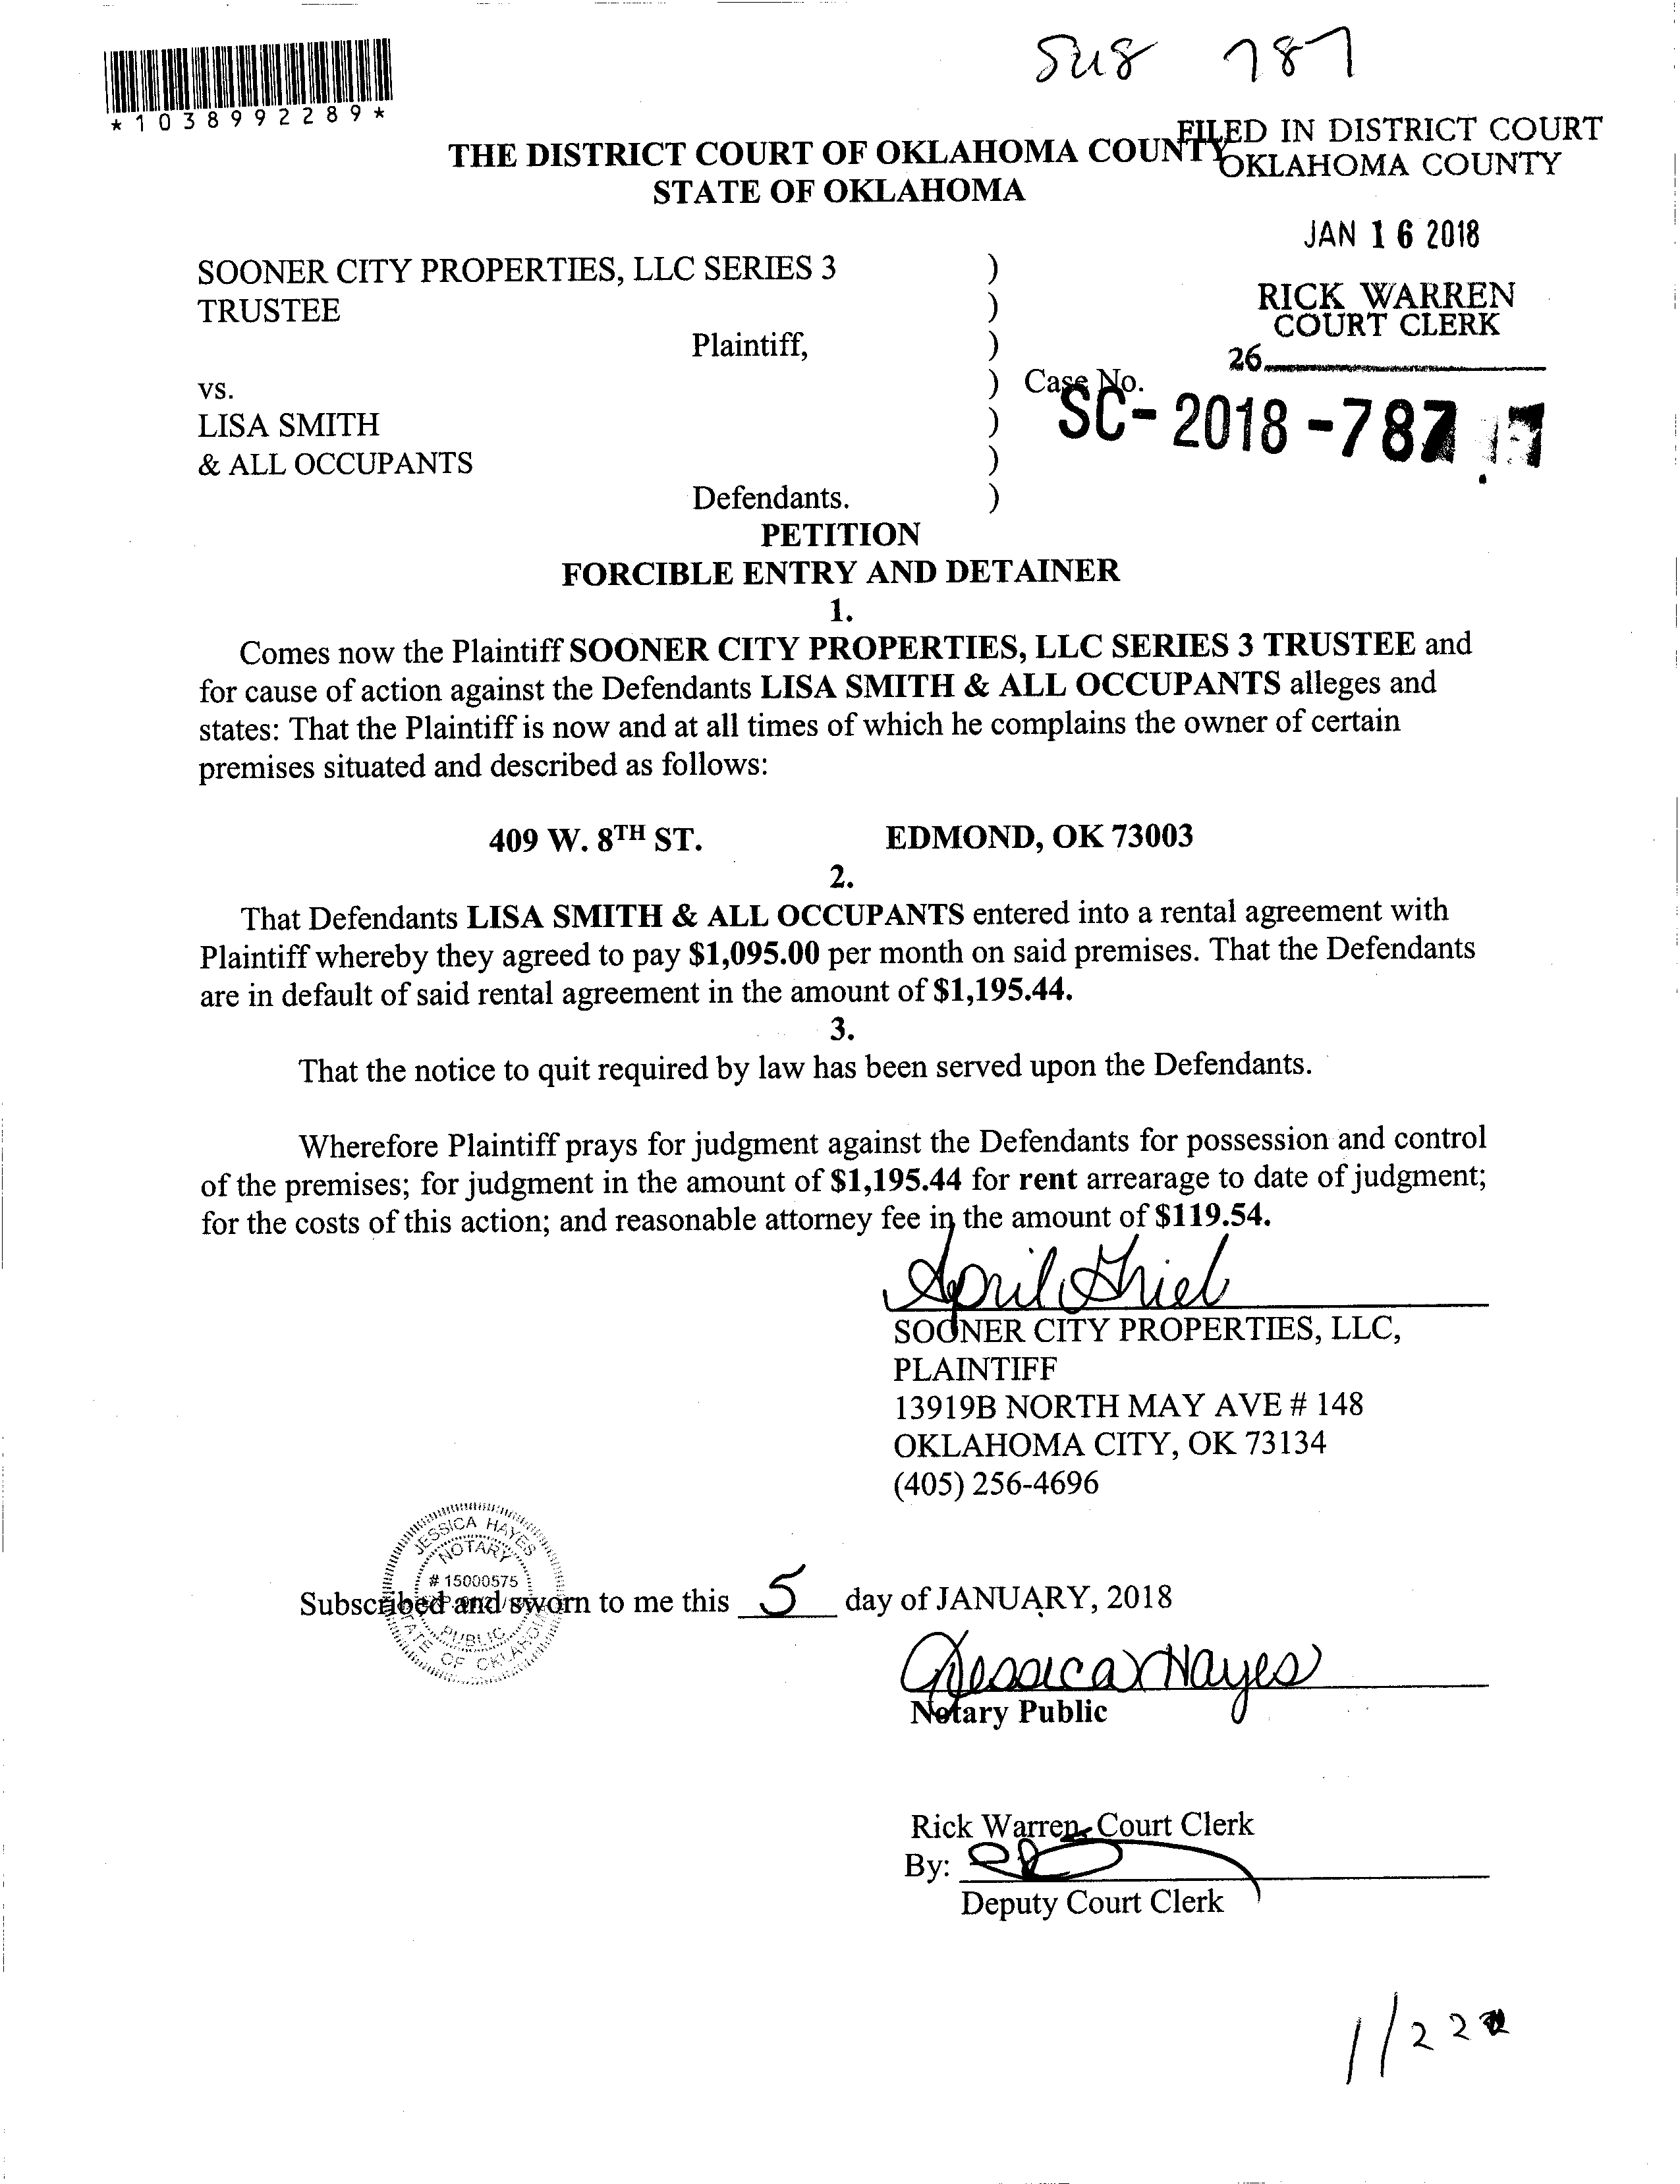 787
*1038992289*
FILED IN DISTRICT COURT
OKLAHOMA COUNTY
THE DISTRICT COURT OF OKLAHOMA COUNTY
STATE OF OKLAHOMA
JAN 16 2018
RICK WARREN
COURT CLERK
26
SOONER CITY PROPERTIES, LLC SERIES 3 )
TRUSTEE )
Plaintiff, )
vs. ) Case No.
SC-2018-787
LISA SMITH )
& ALL OCCUPANTS )
Defendants. )
PETITION
FORCIBLE ENTRY AND DETAINER
1.
Comes now the Plaintiff SOONER CITY PROPERTIES, LLC SERIES 3 TRUSTEE and
for cause of action against the Defendants LISA SMITH & ALL OCCUPANTS alleges and
states: That the Plaintiff is now and at all times of which he complains the owner of certain
premises situated and described as follows:
409 W. 8TH ST. EDMOND, OK 73003
2.
That Defendants LISA SMITH & ALL OCCUPANTS entered into a rental agreement with
Plaintiff whereby they agreed to pay $1,095.00 per month on said premises. That the Defendants
are in default of said rental agreement in the amount of $1,195.44.
3.
That the notice to quit required by law has been served upon the Defendants.
Wherefore Plaintiff prays for judgment against the Defendants for possession and control
of the premises; for judgment in the amount of $1,195.44 for rent arrearage to date of judgment;
for the costs of this action; and reasonable attorney fee in the amount of $119.54.
April Thiel
SOONER CITY PROPERTIES, LLC,
PLAINTIFF
13919B NORTH MAY AVE # 148
OKLAHOMA CITY, OK 73134
(405) 256-4696
JESSICA HAYES
NOTARY
# 15000575
PUBLIC
STATE OF OKLAHOMA
Subscribed and sworn to me this 5 day of JANUARY, 2018
Jessica Hayes
Notary Public
Rick Warren, Court Clerk
By:
Deputy Court Clerk
1/22